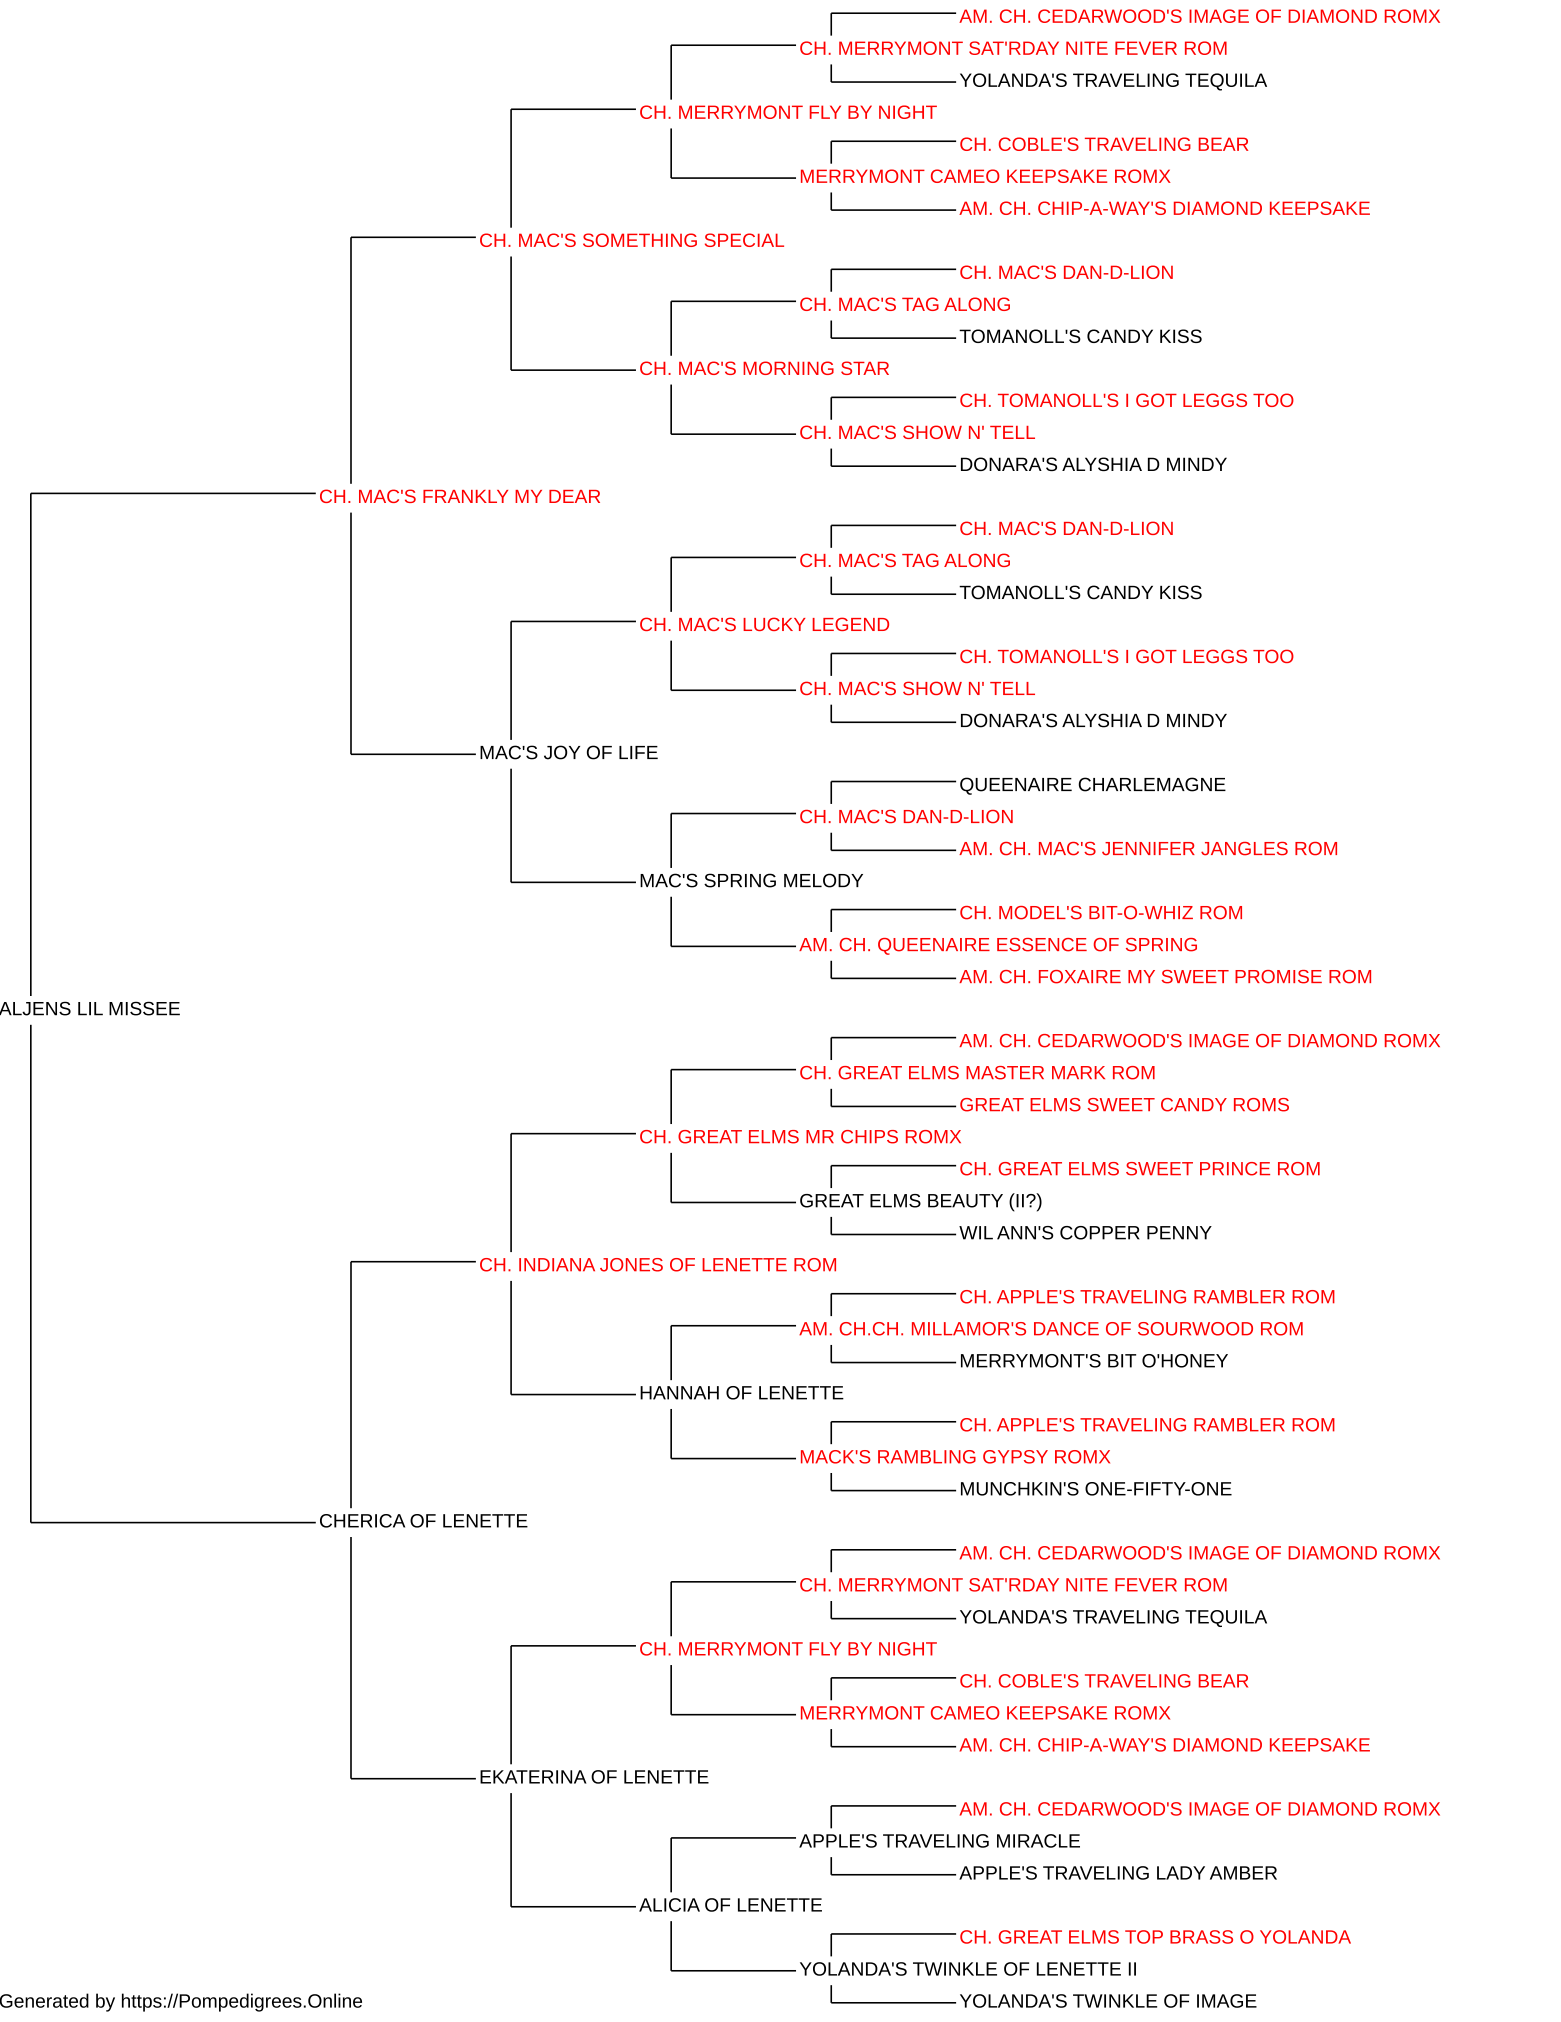 AM. CH. CEDARWOOD'S IMAGE OF DIAMOND ROMX
CH. MERRYMONT SAT'RDAY NITE FEVER ROM
YOLANDA'S TRAVELING TEQUILA
CH. MERRYMONT FLY BY NIGHT
CH. COBLE'S TRAVELING BEAR
MERRYMONT CAMEO KEEPSAKE ROMX
AM. CH. CHIP-A-WAY'S DIAMOND KEEPSAKE
CH. MAC'S SOMETHING SPECIAL
CH. MAC'S DAN-D-LION
CH. MAC'S TAG ALONG
TOMANOLL'S CANDY KISS
CH. MAC'S MORNING STAR
CH. TOMANOLL'S I GOT LEGGS TOO
CH. MAC'S SHOW N' TELL
DONARA'S ALYSHIA D MINDY
CH. MAC'S FRANKLY MY DEAR
CH. MAC'S DAN-D-LION
CH. MAC'S TAG ALONG
TOMANOLL'S CANDY KISS
CH. MAC'S LUCKY LEGEND
CH. TOMANOLL'S I GOT LEGGS TOO
CH. MAC'S SHOW N' TELL
DONARA'S ALYSHIA D MINDY
MAC'S JOY OF LIFE
QUEENAIRE CHARLEMAGNE
CH. MAC'S DAN-D-LION
AM. CH. MAC'S JENNIFER JANGLES ROM
MAC'S SPRING MELODY
CH. MODEL'S BIT-O-WHIZ ROM
AM. CH. QUEENAIRE ESSENCE OF SPRING
AM. CH. FOXAIRE MY SWEET PROMISE ROM
ALJENS LIL MISSEE
AM. CH. CEDARWOOD'S IMAGE OF DIAMOND ROMX
CH. GREAT ELMS MASTER MARK ROM
GREAT ELMS SWEET CANDY ROMS
CH. GREAT ELMS MR CHIPS ROMX
CH. GREAT ELMS SWEET PRINCE ROM
GREAT ELMS BEAUTY (II?)
WIL ANN'S COPPER PENNY
CH. INDIANA JONES OF LENETTE ROM
CH. APPLE'S TRAVELING RAMBLER ROM
AM. CH.CH. MILLAMOR'S DANCE OF SOURWOOD ROM
MERRYMONT'S BIT O'HONEY
HANNAH OF LENETTE
CH. APPLE'S TRAVELING RAMBLER ROM
MACK'S RAMBLING GYPSY ROMX
MUNCHKIN'S ONE-FIFTY-ONE
CHERICA OF LENETTE
AM. CH. CEDARWOOD'S IMAGE OF DIAMOND ROMX
CH. MERRYMONT SAT'RDAY NITE FEVER ROM
YOLANDA'S TRAVELING TEQUILA
CH. MERRYMONT FLY BY NIGHT
CH. COBLE'S TRAVELING BEAR
MERRYMONT CAMEO KEEPSAKE ROMX
AM. CH. CHIP-A-WAY'S DIAMOND KEEPSAKE
EKATERINA OF LENETTE
AM. CH. CEDARWOOD'S IMAGE OF DIAMOND ROMX
APPLE'S TRAVELING MIRACLE
APPLE'S TRAVELING LADY AMBER
ALICIA OF LENETTE
CH. GREAT ELMS TOP BRASS O YOLANDA
YOLANDA'S TWINKLE OF LENETTE II
YOLANDA'S TWINKLE OF IMAGE
Generated by https://Pompedigrees.Online